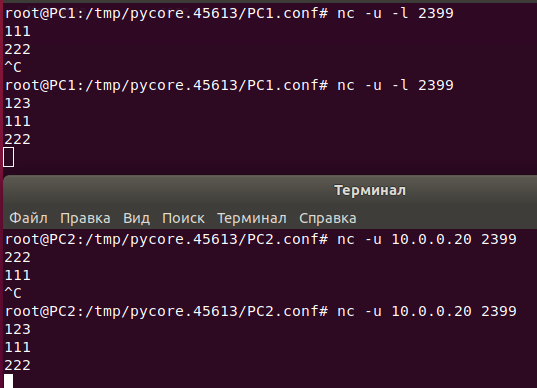 root@PC1:/tmp/pycore.45613/PC1.conf# nc -u -l 2399
111
222
^C
root@PC1:/tmp/pycore.45613/PC1.conf# nc -u -l 2399
123
111
222
Терминал
Файл Правка Вид Поиск Терминал Справка
root@PC2:/tmp/pycore.45613/PC2.conf# nc -u 10.0.0.20 2399
222
111
^C
root@PC2:/tmp/pycore.45613/PC2.conf# nc -u 10.0.0.20 2399
123
111
222